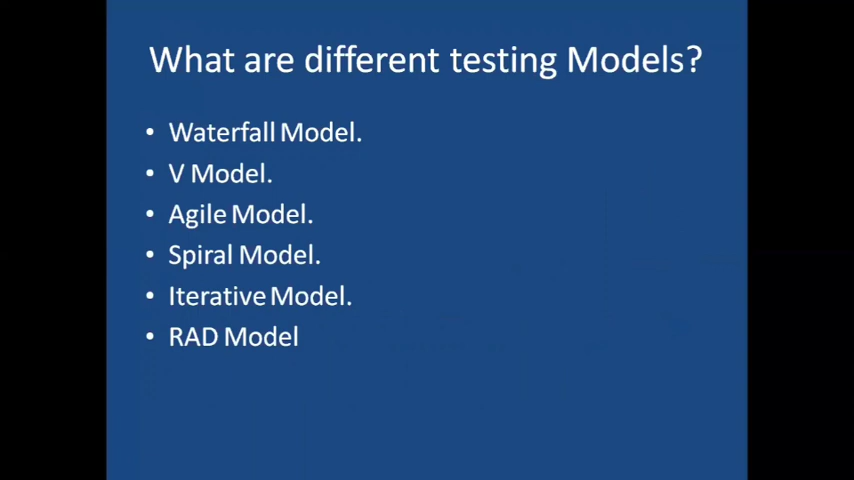 What are different testing Models?
• Waterfall Model.
• V Model.
• Agile Model.
• Spiral Model.
• Iterative Model.
• RAD Model